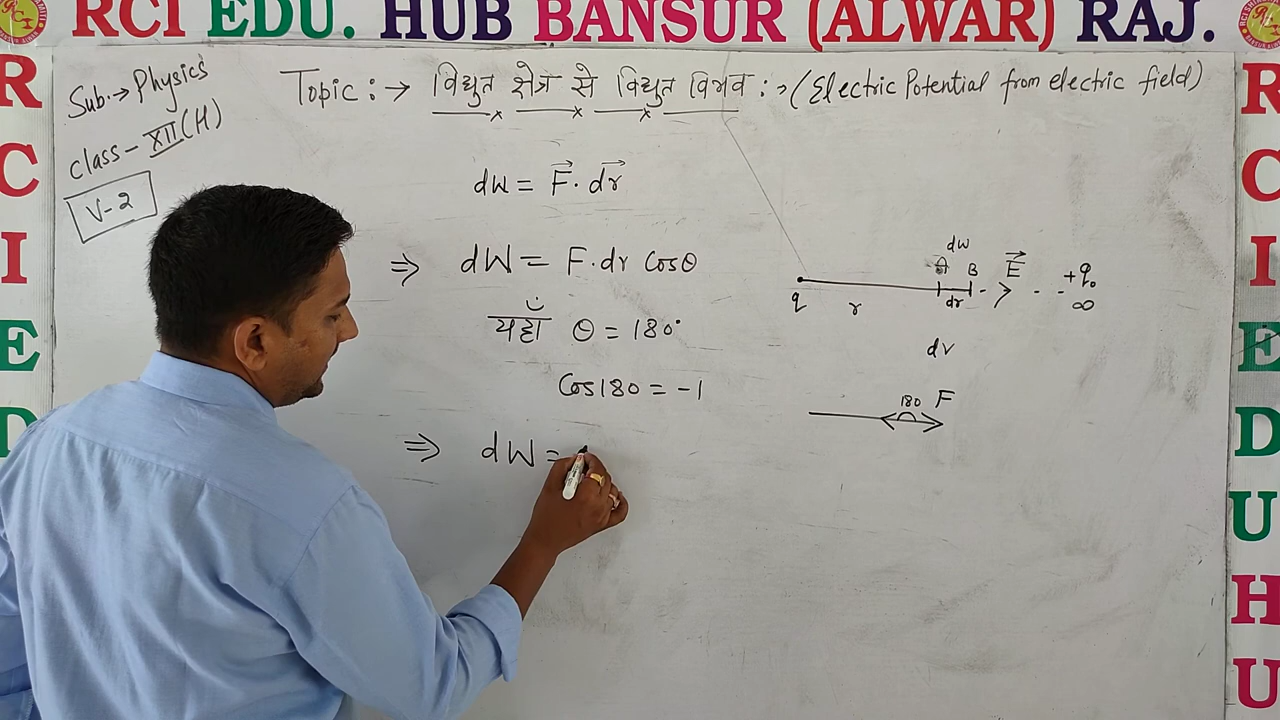 RCI EDU. HUB BANSUR (ALWAR) RAJ.
R
C
I
E
D
Sub.→ Physics
class- XII (H)
V-2
Topic :→ विद्युत क्षेत्र से विद्युत विभव :→ (Electric Potential from electric field)
dW = F⃗ . dr⃗
⇒ dW = F.dr Cosθ
यहाँ θ = 180°
Cos180 = -1
⇒ dW =
dw
A B E⃗ +q₀
q r dr ∞
dv
180 F
R
C
I
E
D
U
H
U